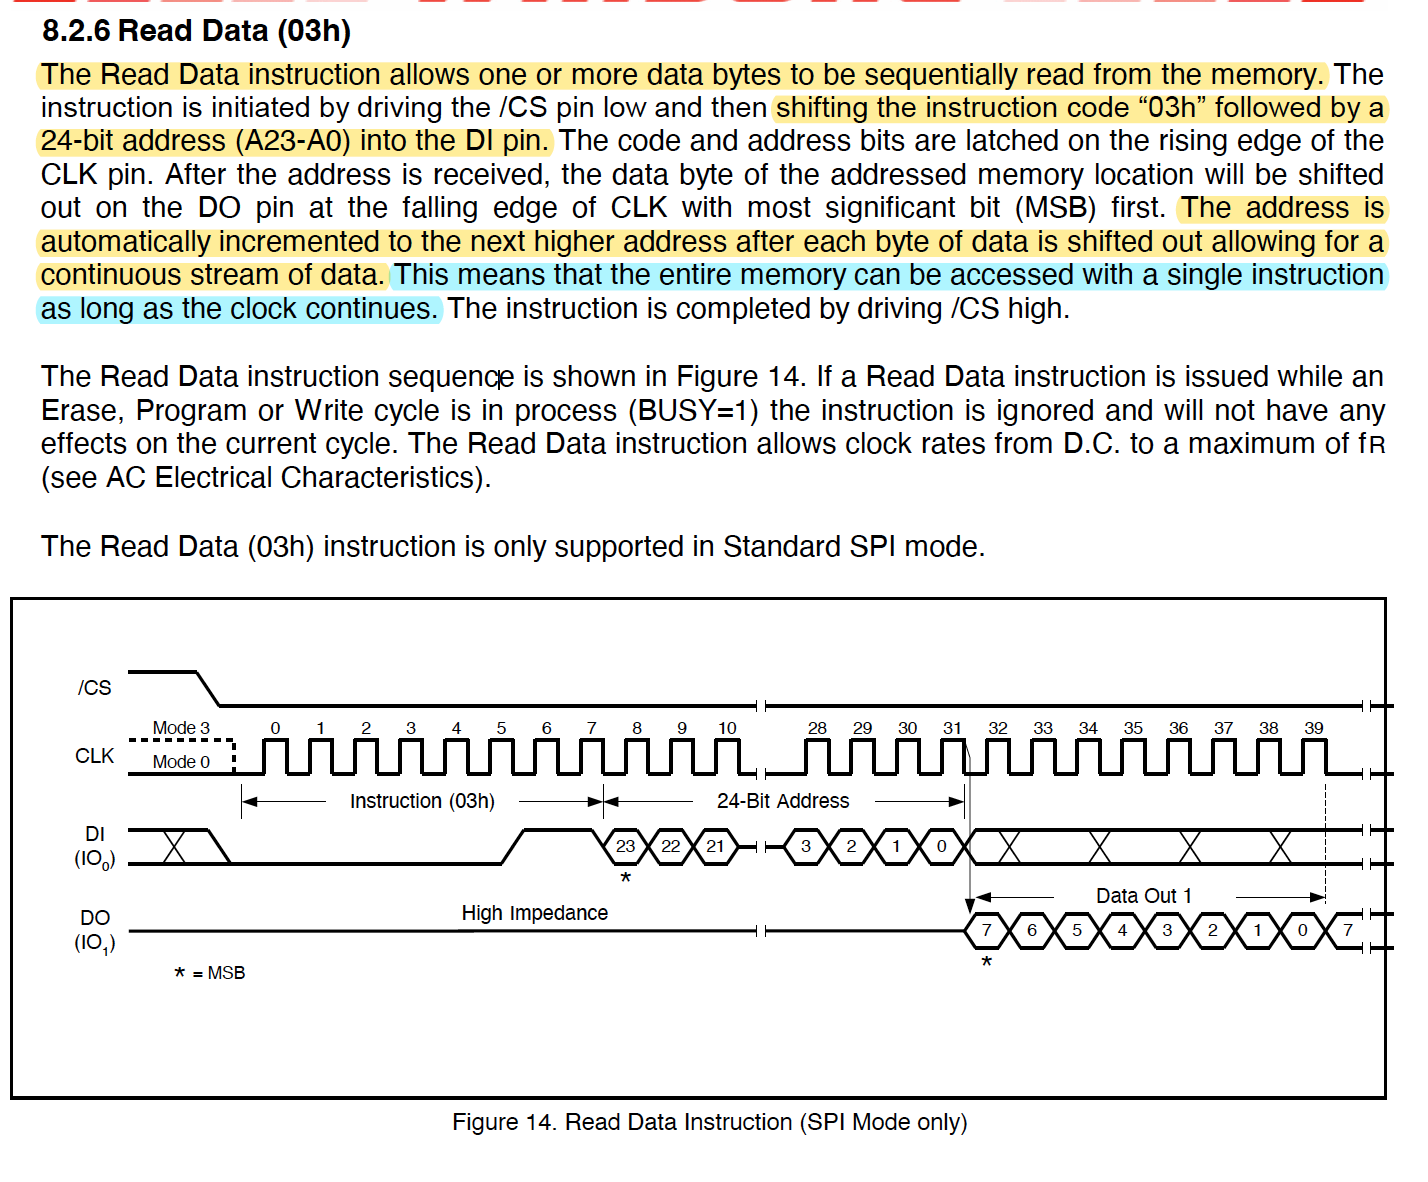 8.2.6 Read Data (03h)
The Read Data instruction allows one or more data bytes to be sequentially read from the memory. The
instruction is initiated by driving the /CS pin low and then shifting the instruction code “03h” followed by a
24-bit address (A23-A0) into the DI pin. The code and address bits are latched on the rising edge of the
CLK pin. After the address is received, the data byte of the addressed memory location will be shifted
out on the DO pin at the falling edge of CLK with most significant bit (MSB) first. The address is
automatically incremented to the next higher address after each byte of data is shifted out allowing for a
continuous stream of data. This means that the entire memory can be accessed with a single instruction
as long as the clock continues. The instruction is completed by driving /CS high.
The Read Data instruction sequence is shown in Figure 14. If a Read Data instruction is issued while an
Erase, Program or Write cycle is in process (BUSY=1) the instruction is ignored and will not have any
effects on the current cycle. The Read Data instruction allows clock rates from D.C. to a maximum of fR
(see AC Electrical Characteristics).
The Read Data (03h) instruction is only supported in Standard SPI mode.
/CS
Mode 3 0 1 2 3 4 5 6 7 8 9 10 28 29 30 31 32 33 34 35 36 37 38 39
CLK
Mode 0
Instruction (03h) 24-Bit Address
DI
(IO0)
23 22 21 3 2 1 0
*
Data Out 1
High Impedance
DO
(IO1)
7 6 5 4 3 2 1 0 7
*
* = MSB
Figure 14. Read Data Instruction (SPI Mode only)